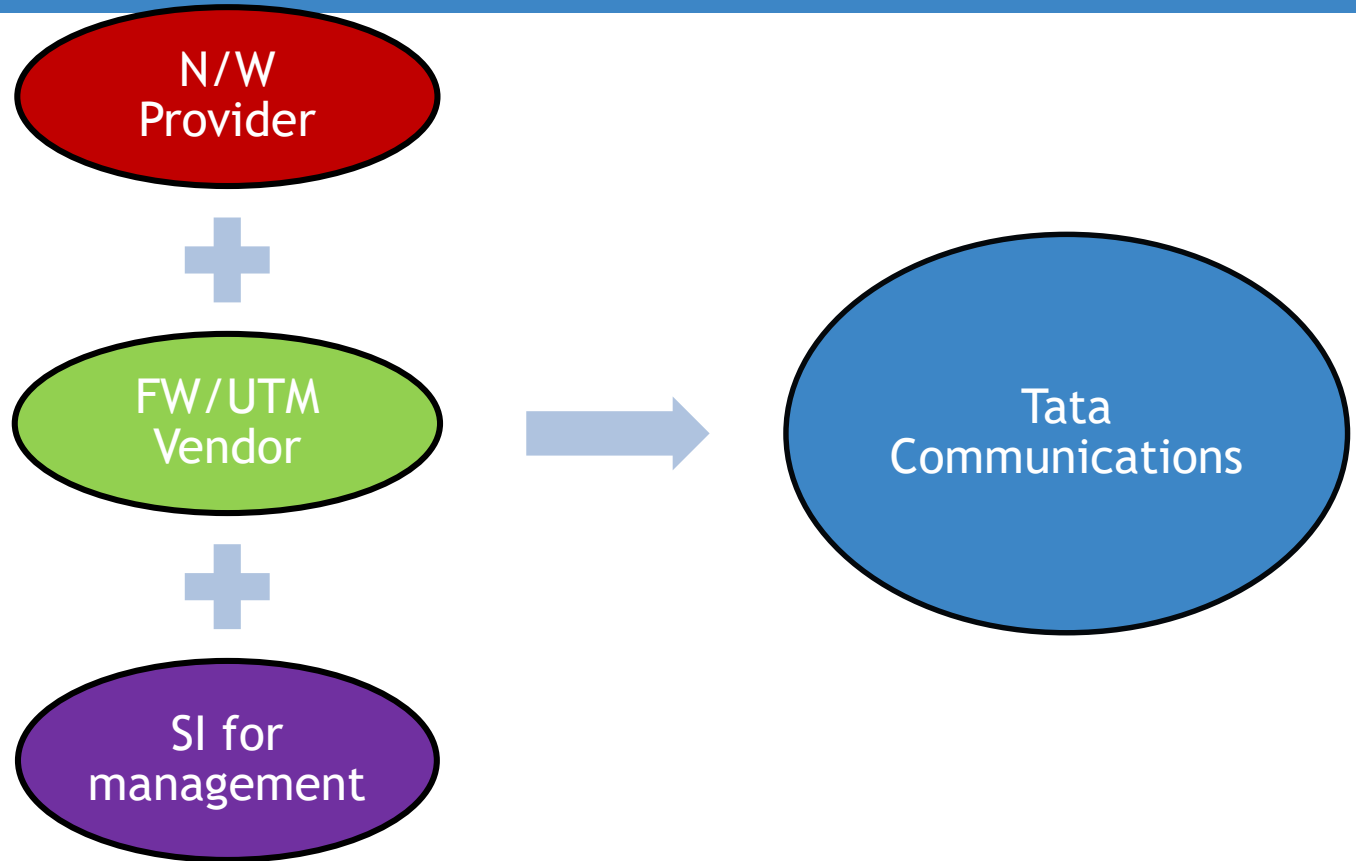 N/W
Provider
FW/UTM
Vendor
Tata
Communications
SI for
management